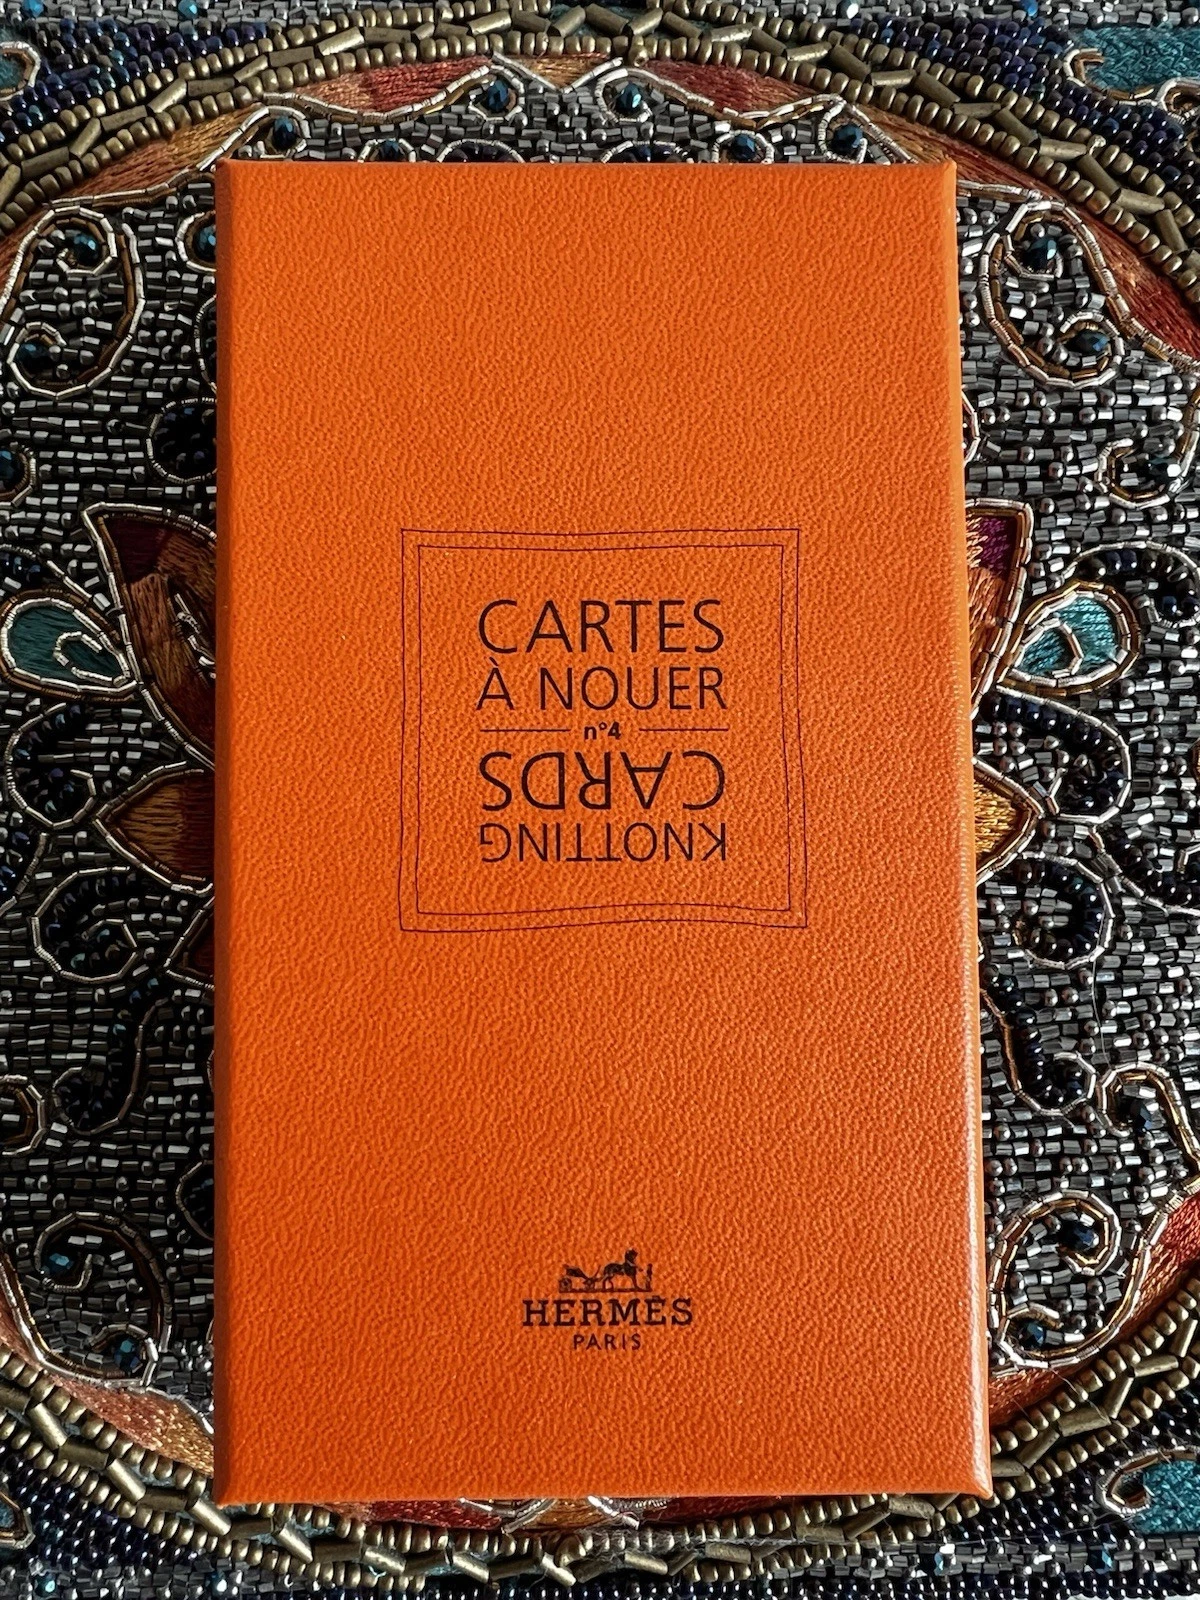 CARTES
À NOUER
n°4
KNOTTING
CARDS
HERMÈS
PARIS